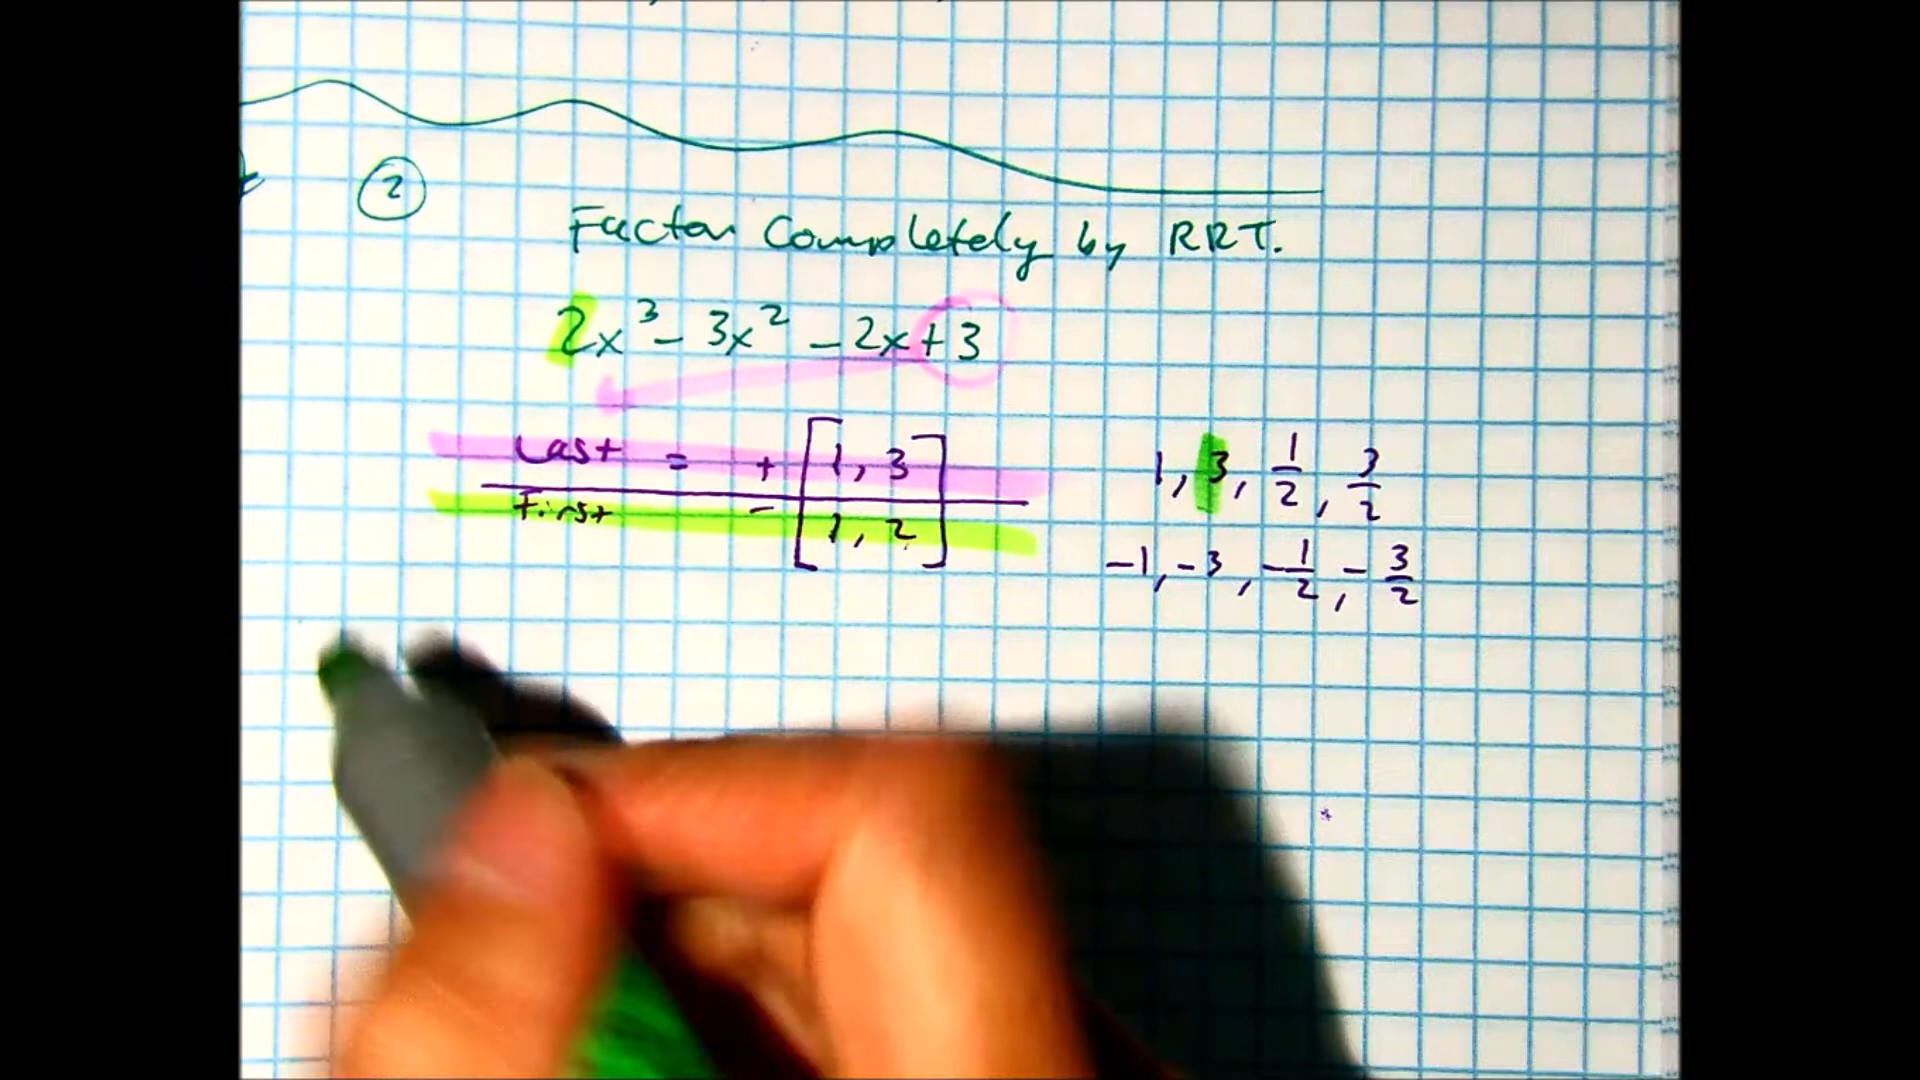 2
Factor Completely by RRT.
2x³ - 3x² - 2x + 3
Last = + 1, 3
First - 1, 2
1, 3, 1/2, 3/2
-1, -3, -1/2, -3/2